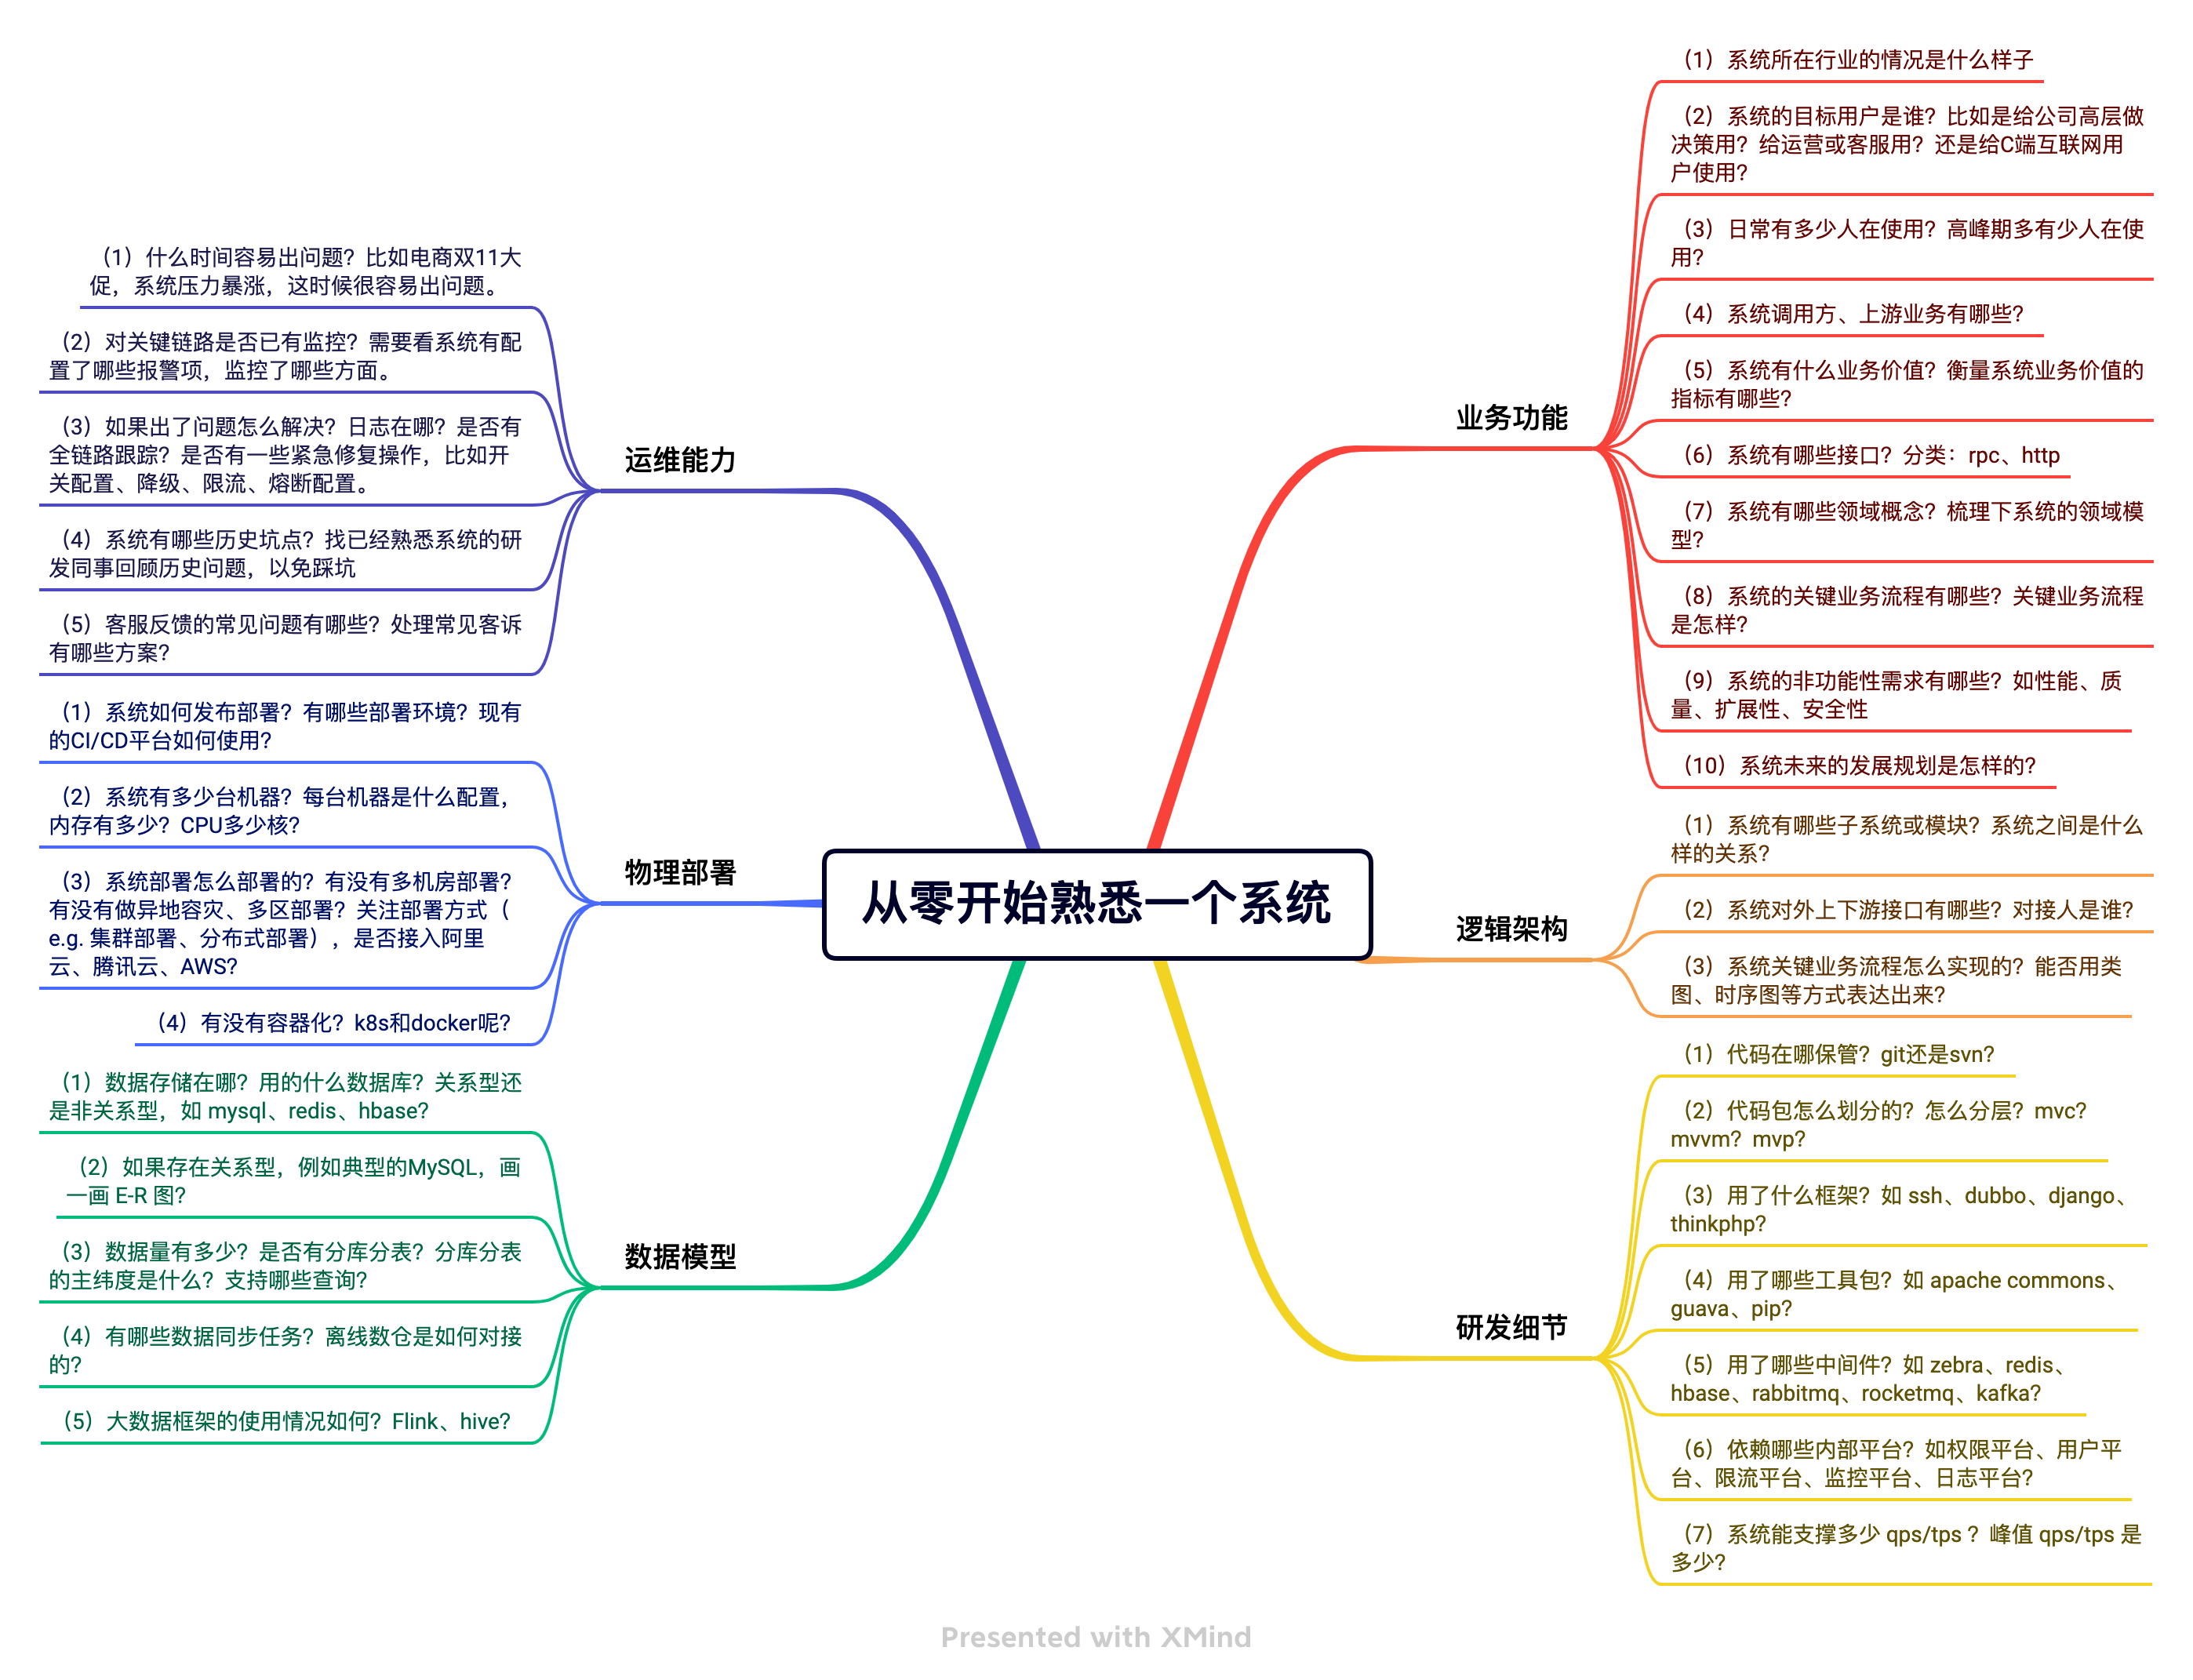 从零开始熟悉一个系统
业务功能
（1）系统所在行业的情况是什么样子
（2）系统的目标用户是谁？比如是给公司高层做
决策用？给运营或客服用？还是给C端互联网用
户使用？
（3）日常有多少人在使用？高峰期多有少人在使
用？
（4）系统调用方、上游业务有哪些？
（5）系统有什么业务价值？衡量系统业务价值的
指标有哪些？
（6）系统有哪些接口？分类：rpc、http
（7）系统有哪些领域概念？梳理下系统的领域模
型？
（8）系统的关键业务流程有哪些？关键业务流程
是怎样？
（9）系统的非功能性需求有哪些？如性能、质
量、扩展性、安全性
（10）系统未来的发展规划是怎样的？
逻辑架构
（1）系统有哪些子系统或模块？系统之间是什么
样的关系？
（2）系统对外上下游接口有哪些？对接人是谁？
（3）系统关键业务流程怎么实现的？能否用类
图、时序图等方式表达出来？
研发细节
（1）代码在哪保管？git还是svn？
（2）代码包怎么划分的？怎么分层？mvc？
mvvm？mvp？
（3）用了什么框架？如 ssh、dubbo、django、
thinkphp？
（4）用了哪些工具包？如 apache commons、
guava、pip？
（5）用了哪些中间件？如 zebra、redis、
hbase、rabbitmq、rocketmq、kafka？
（6）依赖哪些内部平台？如权限平台、用户平
台、限流平台、监控平台、日志平台？
（7）系统能支撑多少 qps/tps ？峰值 qps/tps 是
多少？
运维能力
（1）什么时间容易出问题？比如电商双11大
促，系统压力暴涨，这时候很容易出问题。
（2）对关键链路是否已有监控？需要看系统有配
置了哪些报警项，监控了哪些方面。
（3）如果出了问题怎么解决？日志在哪？是否有
全链路跟踪？是否有一些紧急修复操作，比如开
关配置、降级、限流、熔断配置。
（4）系统有哪些历史坑点？找已经熟悉系统的研
发同事回顾历史问题，以免踩坑
（5）客服反馈的常见问题有哪些？处理常见客诉
有哪些方案？
物理部署
（1）系统如何发布部署？有哪些部署环境？现有
的CI/CD平台如何使用？
（2）系统有多少台机器？每台机器是什么配置，
内存有多少？CPU多少核？
（3）系统部署怎么部署的？有没有多机房部署？
有没有做异地容灾、多区部署？关注部署方式（
e.g. 集群部署、分布式部署），是否接入阿里
云、腾讯云、AWS？
（4）有没有容器化？k8s和docker呢？
数据模型
（1）数据存储在哪？用的什么数据库？关系型还
是非关系型，如 mysql、redis、hbase？
（2）如果存在关系型，例如典型的MySQL，画
一画 E-R 图？
（3）数据量有多少？是否有分库分表？分库分表
的主纬度是什么？支持哪些查询？
（4）有哪些数据同步任务？离线数仓是如何对接
的？
（5）大数据框架的使用情况如何？Flink、hive？
Presented with XMind